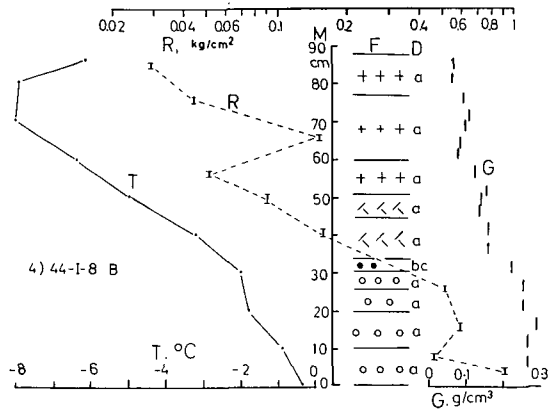 0.02 0.04 0.06 0.1 0.2 0.4 0.6 0.8 1
R, kg/cm² M F D
90
cm
80 + + + a
R
70
+ + + a
60
G
+ + + a
T 50
a
40
a
4) 44-I-8 B
30 bc
a
20 a
10 a
0 a
-8 -6 -4 -2 0 0 0.1 0.3
T, °C G, g/cm³